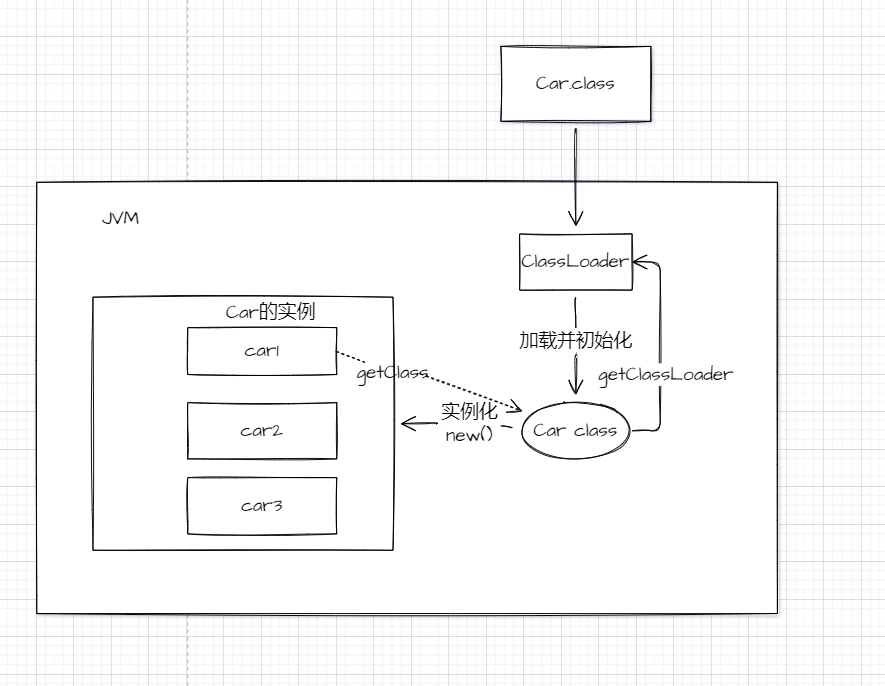 Car.class
JVM
ClassLoader
Car的实例
加载并初始化
car1
getClass
getClassLoader
实例化
new()
Car class
car2
car3